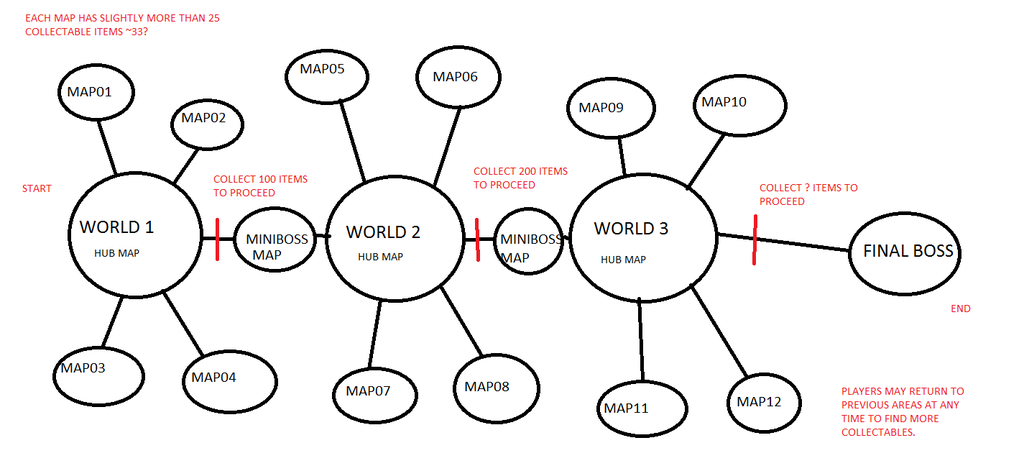 EACH MAP HAS SLIGHTLY MORE THAN 25
COLLECTABLE ITEMS ~33?
MAP01
MAP02
MAP05
MAP06
MAP09
MAP10
START
COLLECT 100 ITEMS
TO PROCEED
COLLECT 200 ITEMS
TO PROCEED
COLLECT ? ITEMS TO
PROCEED
WORLD 1
HUB MAP
MINIBOSS
MAP
WORLD 2
HUB MAP
MINIBOSS
MAP
WORLD 3
HUB MAP
FINAL BOSS
END
MAP03
MAP04
MAP07
MAP08
MAP11
MAP12
PLAYERS MAY RETURN TO
PREVIOUS AREAS AT ANY
TIME TO FIND MORE
COLLECTABLES.